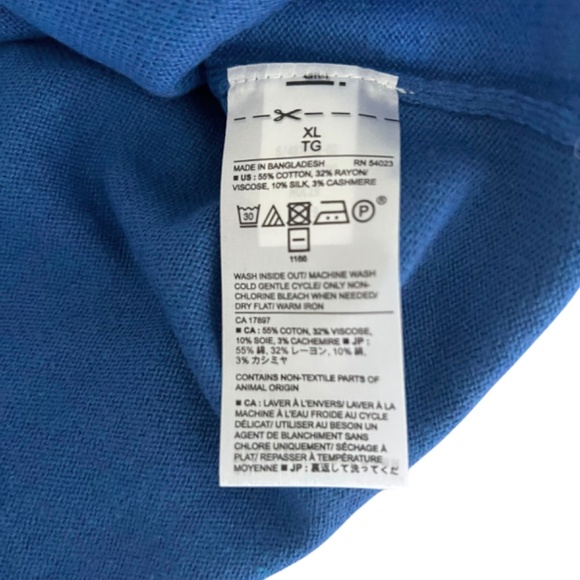 XL
TG
MADE IN BANGLADESH RN 54023
■ US : 55% COTTON, 32% RAYON/
VISCOSE, 10% SILK, 3% CASHMERE
30
P
®
1166
WASH INSIDE OUT/ MACHINE WASH
COLD GENTLE CYCLE/ ONLY NON-
CHLORINE BLEACH WHEN NEEDED/
DRY FLAT/ WARM IRON
CA 17897
■ CA : 55% COTON, 32% VISCOSE,
10% SOIE, 3% CACHEMIRE ■ JP :
55% 綿, 32% レーヨン, 10% 絹,
3% カシミヤ
CONTAINS NON-TEXTILE PARTS OF
ANIMAL ORIGIN
■ CA : LAVER À L'ENVERS/ LAVER À LA
MACHINE À L'EAU FROIDE AU CYCLE
DÉLICAT/ UTILISER AU BESOIN UN
AGENT DE BLANCHIMENT SANS
CHLORE UNIQUEMENT/ SÉCHAGE À
PLAT/ REPASSER À TEMPÉRATURE
MOYENNE ■ JP : 裏返して洗ってくだ